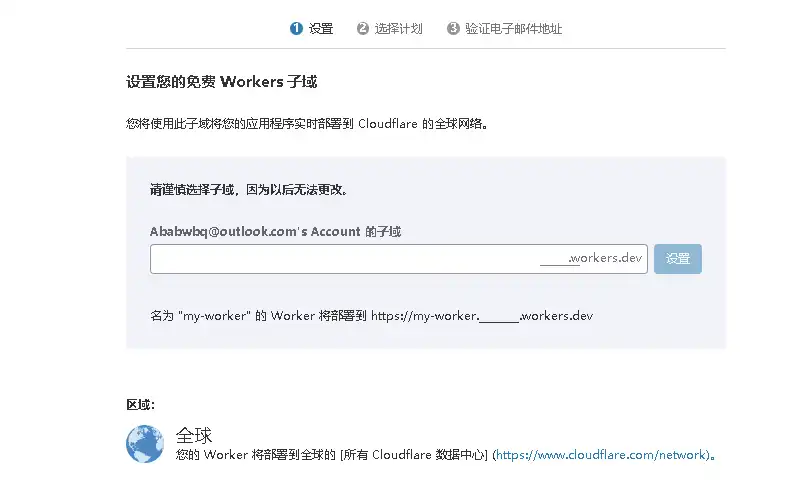 1 设置 2 选择计划 3 验证电子邮件地址
设置您的免费 Workers 子域
您将使用此子域将您的应用程序实时部署到 Cloudflare 的全球网络。
请谨慎选择子域，因为以后无法更改。
Ababwbq@outlook.com's Account 的子域
______.workers.dev 设置
名为 "my-worker" 的 Worker 将部署到 https://my-worker.______.workers.dev
区域：
全球
您的 Worker 将部署到全球的 [所有 Cloudflare 数据中心] (https://www.cloudflare.com/network)。